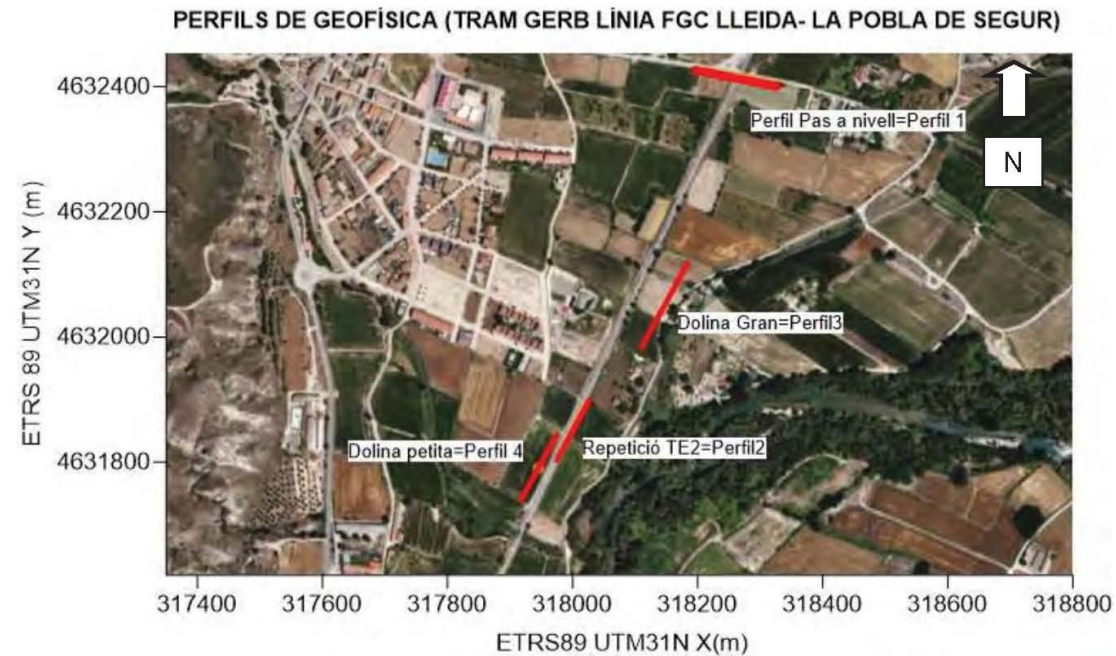 PERFILS DE GEOFÍSICA (TRAM GERB LÍNIA FGC LLEIDA- LA POBLA DE SEGUR)
4632400
Perfil Pas a nivell=Perfil 1
N
4632200
ETRS 89 UTM31N Y (m)
Dolina Gran=Perfil3
4632000
Dolina petita=Perfil 4
Repetició TE2=Perfil2
4631800
317400 317600 317800 318000 318200 318400 318600 318800
ETRS89 UTM31N X(m)